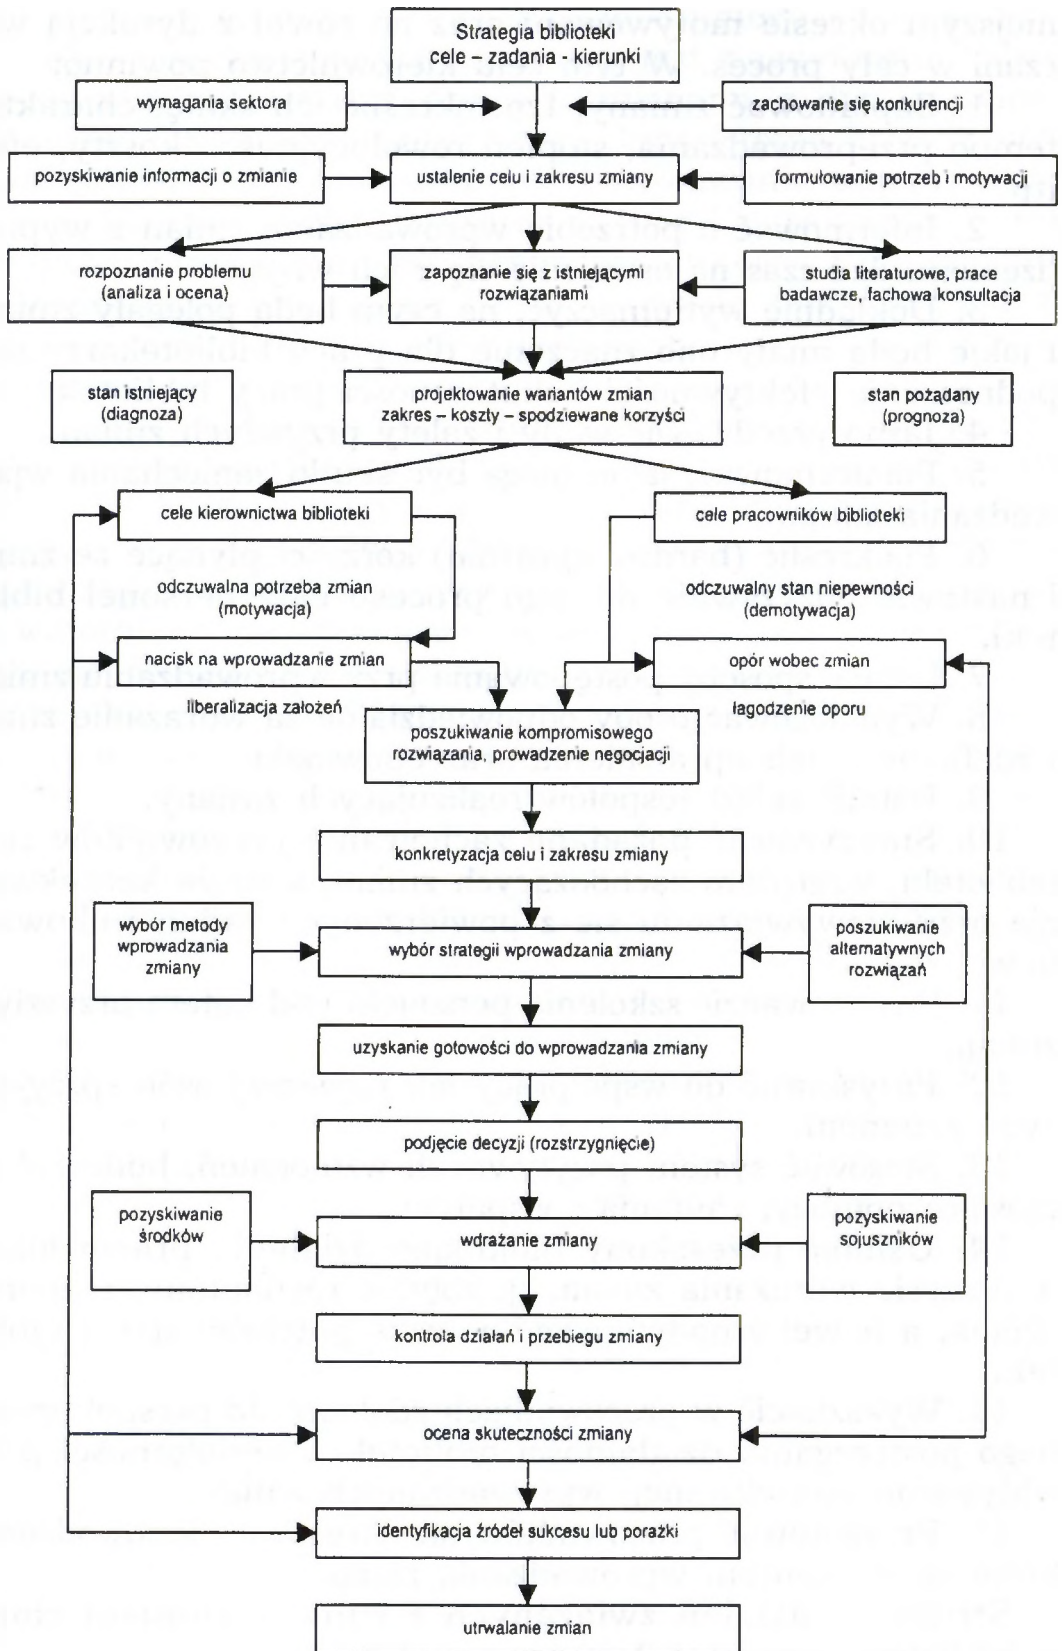 Strategia biblioteki
cele – zadania - kierunki
wymagania sektora
zachowanie się konkurencji
pozyskiwanie informacji o zmianie
ustalenie celu i zakresu zmiany
formułowanie potrzeb i motywacji
rozpoznanie problemu
(analiza i ocena)
zapoznanie się z istniejącymi
rozwiązaniami
studia literaturowe, prace
badawcze, fachowa konsultacja
stan istniejący
(diagnoza)
projektowanie wariantów zmian
zakres – koszty – spodziewane korzyści
stan pożądany
(prognoza)
cele kierownictwa biblioteki
cele pracowników biblioteki
odczuwalna potrzeba zmian
(motywacja)
odczuwalny stan niepewności
(demotywacja)
nacisk na wprowadzanie zmian
opór wobec zmian
liberalizacja założeń
łagodzenie oporu
poszukiwanie kompromisowego
rozwiązania, prowadzenie negocjacji
konkretyzacja celu i zakresu zmiany
wybór metody
wprowadzania
zmiany
wybór strategii wprowadzania zmiany
poszukiwanie
alternatywnych
rozwiązań
uzyskanie gotowości do wprowadzania zmiany
podjęcie decyzji (rozstrzygnięcie)
pozyskiwanie
środków
wdrażanie zmiany
pozyskiwanie
sojuszników
kontrola działań i przebiegu zmiany
ocena skuteczności zmiany
identyfikacja źródeł sukcesu lub porażki
utrwalanie zmian